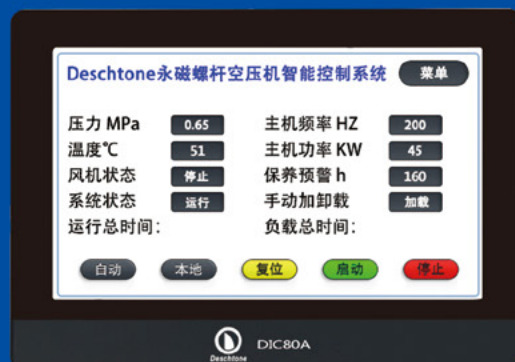 Deschtone永磁螺杆空压机智能控制系统 菜单
压力 MPa 0.65 主机频率 HZ 200
温度℃ 51 主机功率 KW 45
风机状态 停止 保养预警 h 160
系统状态 运行 手动加卸载 加载
运行总时间： 负载总时间：
自动 本地 复位 启动 停止
Deschtone DIC80A